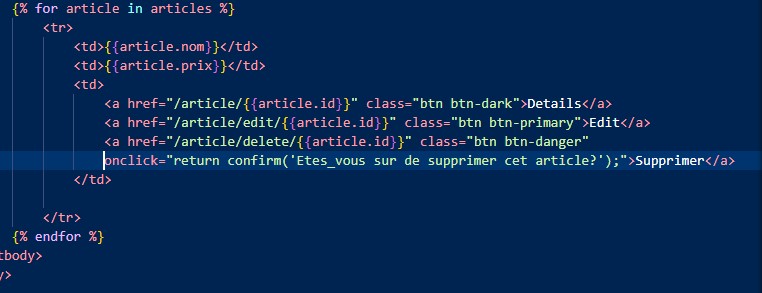 {% for article in articles %}
<tr>
<td>{{article.nom}}</td>
<td>{{article.prix}}</td>
<td>
<a href="/article/{{article.id}}" class="btn btn-dark">Details</a>
<a href="/article/edit/{{article.id}}" class="btn btn-primary">Edit</a>
<a href="/article/delete/{{article.id}}" class="btn btn-danger"
onclick="return confirm('Etes_vous sur de supprimer cet article?');">Supprimer</a>
</td>
</tr>
{% endfor %}
tbody>
>